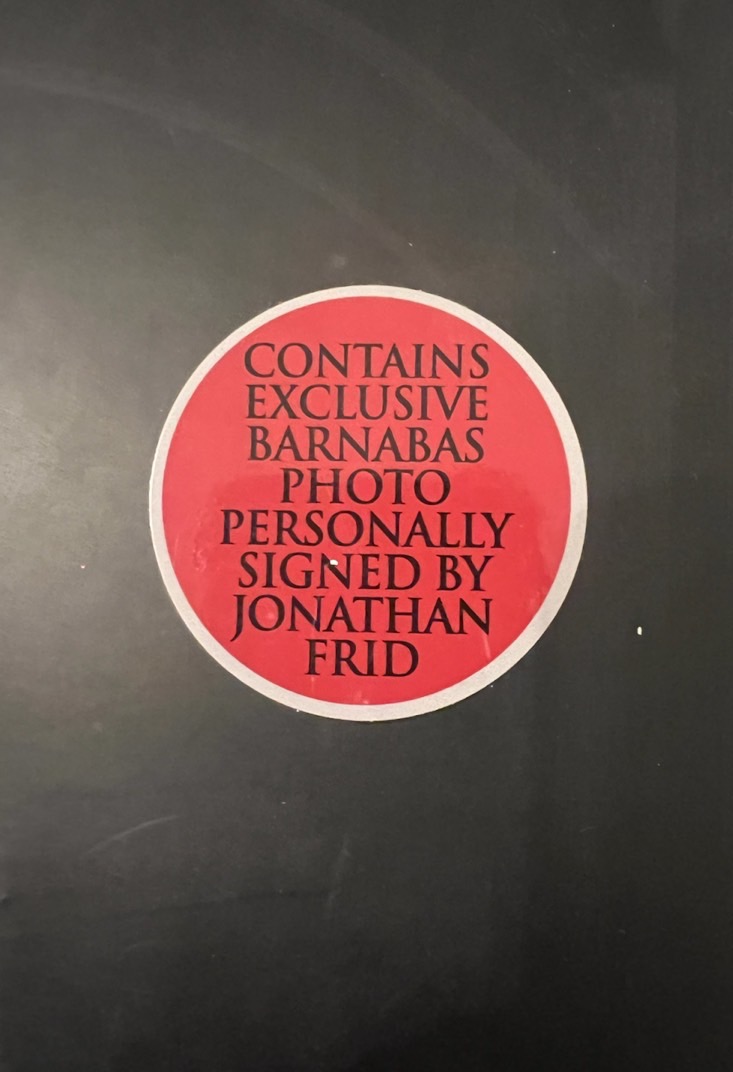 CONTAINS
EXCLUSIVE
BARNABAS
PHOTO
PERSONALLY
SIGNED BY
JONATHAN
FRID